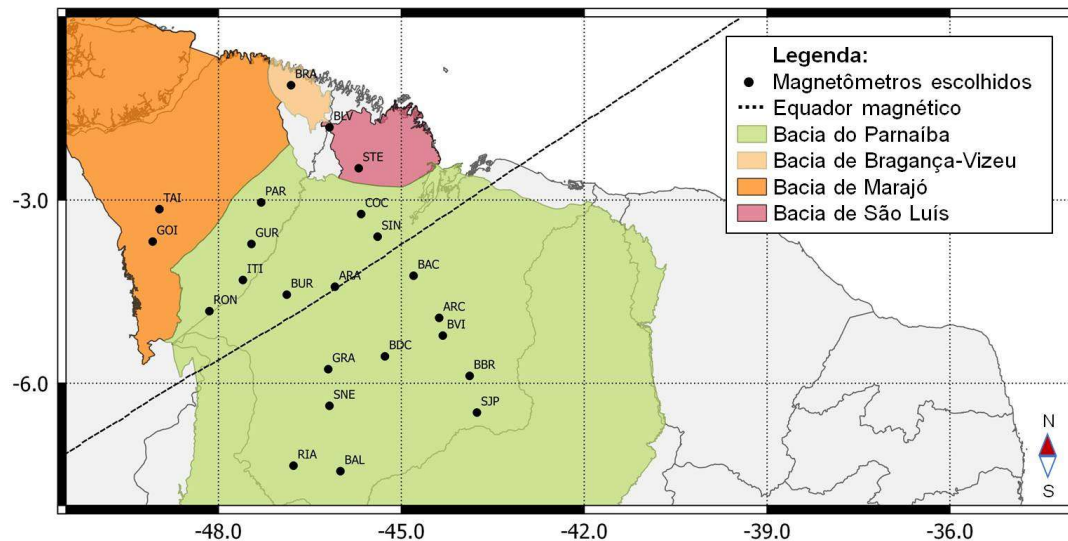 Legenda:
Magnetômetros escolhidos
Equador magnético
Bacia do Parnaíba
Bacia de Bragança-Vizeu
Bacia de Marajó
Bacia de São Luís
BRA
BLV
STE
TAI
PAR
COC
GOI
GUR
SIN
ITI
BUR
ARA
BAC
RON
ARC
BVI
GRA
BDC
BBR
SNE
SJP
RIA
BAL
-3.0
-6.0
N
S
-48.0 -45.0 -42.0 -39.0 -36.0